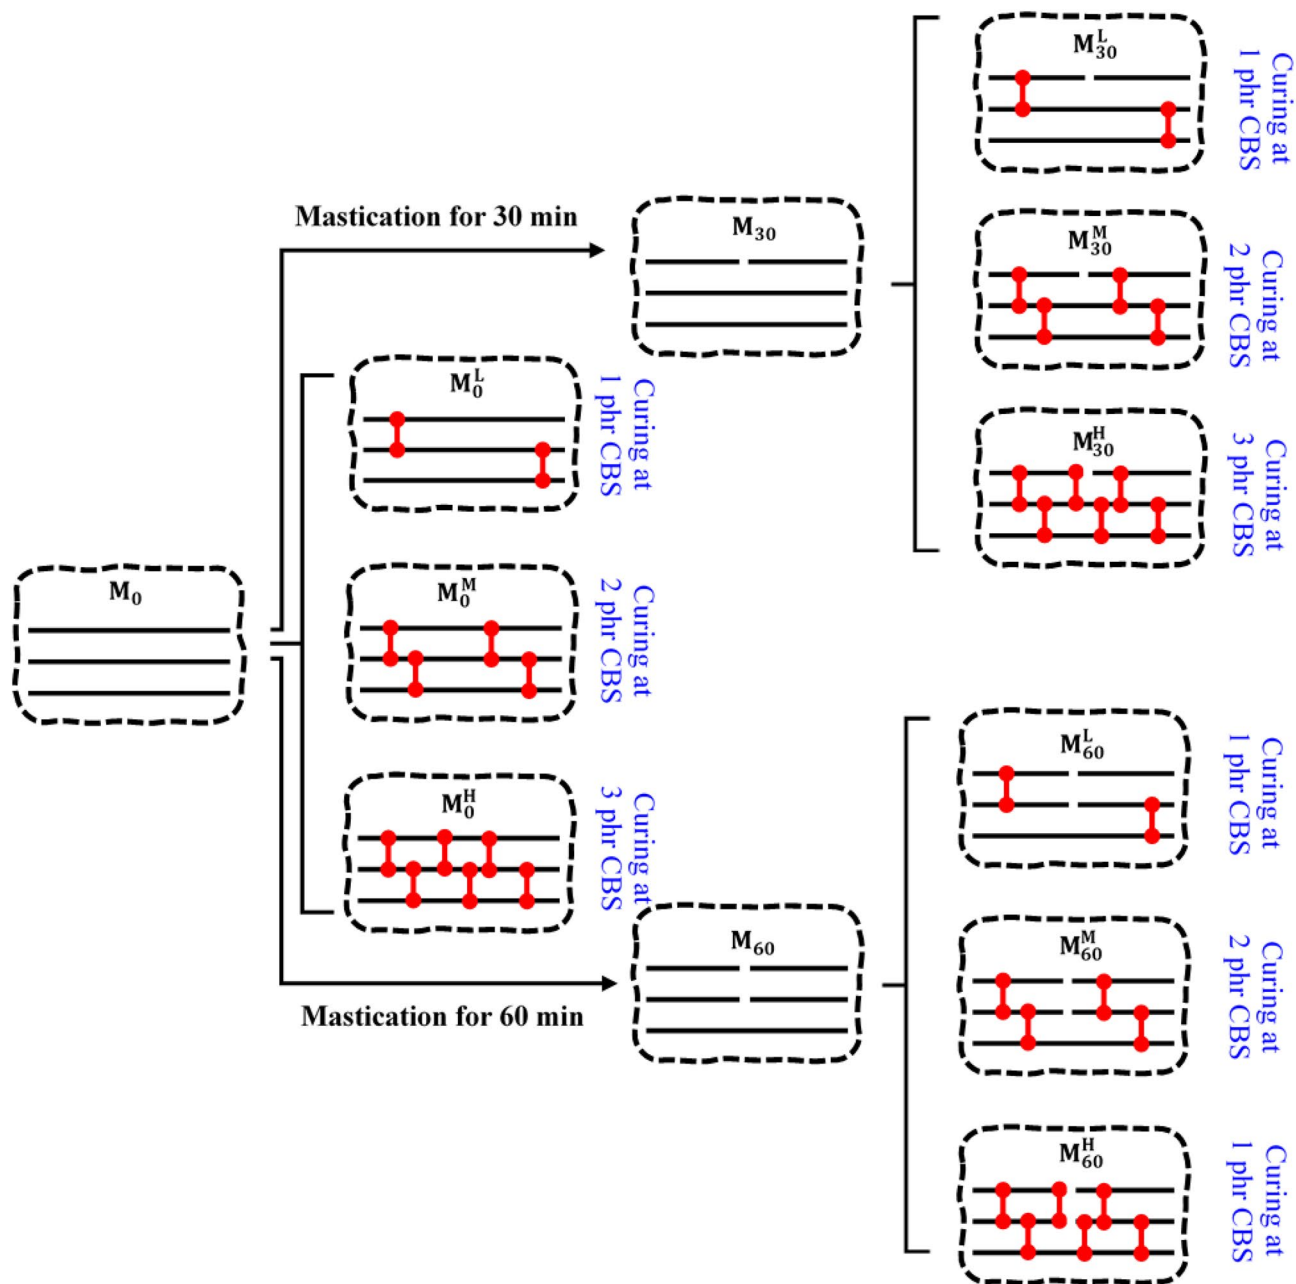 M₃₀ᴸ
Curing at
1 phr CBS
Mastication for 30 min
M₃₀
M₃₀ᴹ
Curing at
2 phr CBS
M₀ᴸ
Curing at
1 phr CBS
M₃₀ᴴ
Curing at
3 phr CBS
M₀
M₀ᴹ
Curing at
2 phr CBS
M₀ᴴ
Curing at
3 phr CBS
M₆₀ᴸ
Curing at
1 phr CBS
Mastication for 60 min
M₆₀
M₆₀ᴹ
Curing at
2 phr CBS
M₆₀ᴴ
Curing at
1 phr CBS